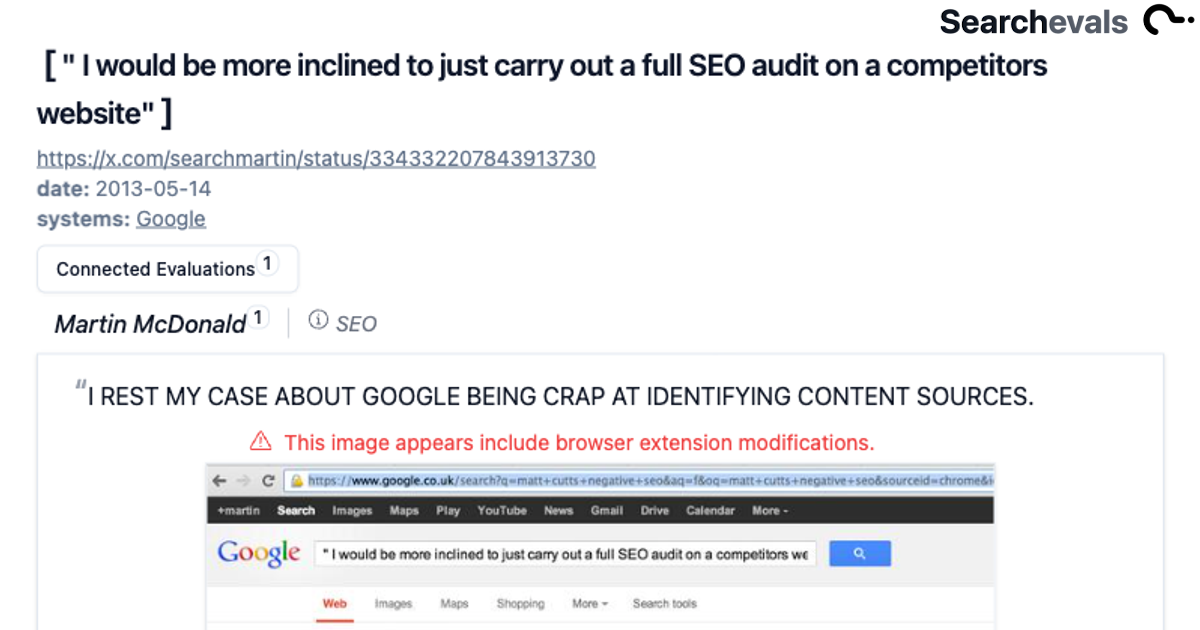 Searchevals
[ " I would be more inclined to just carry out a full SEO audit on a competitors
website" ]
https://x.com/searchmartin/status/334332207843913730
date: 2013-05-14
systems: Google
Connected Evaluations 1
Martin McDonald 1 | SEO
“I REST MY CASE ABOUT GOOGLE BEING CRAP AT IDENTIFYING CONTENT SOURCES.
This image appears include browser extension modifications.
https://www.google.co.uk/search?q=matt+cutts+negative+seo&aq=f&oq=matt+cutts+negative+seo&sourceid=chrome&i
+martin Search Images Maps Play YouTube News Gmail Drive Calendar More
Google " I would be more inclined to just carry out a full SEO audit on a competitors we
Web Images Maps Shopping More Search tools